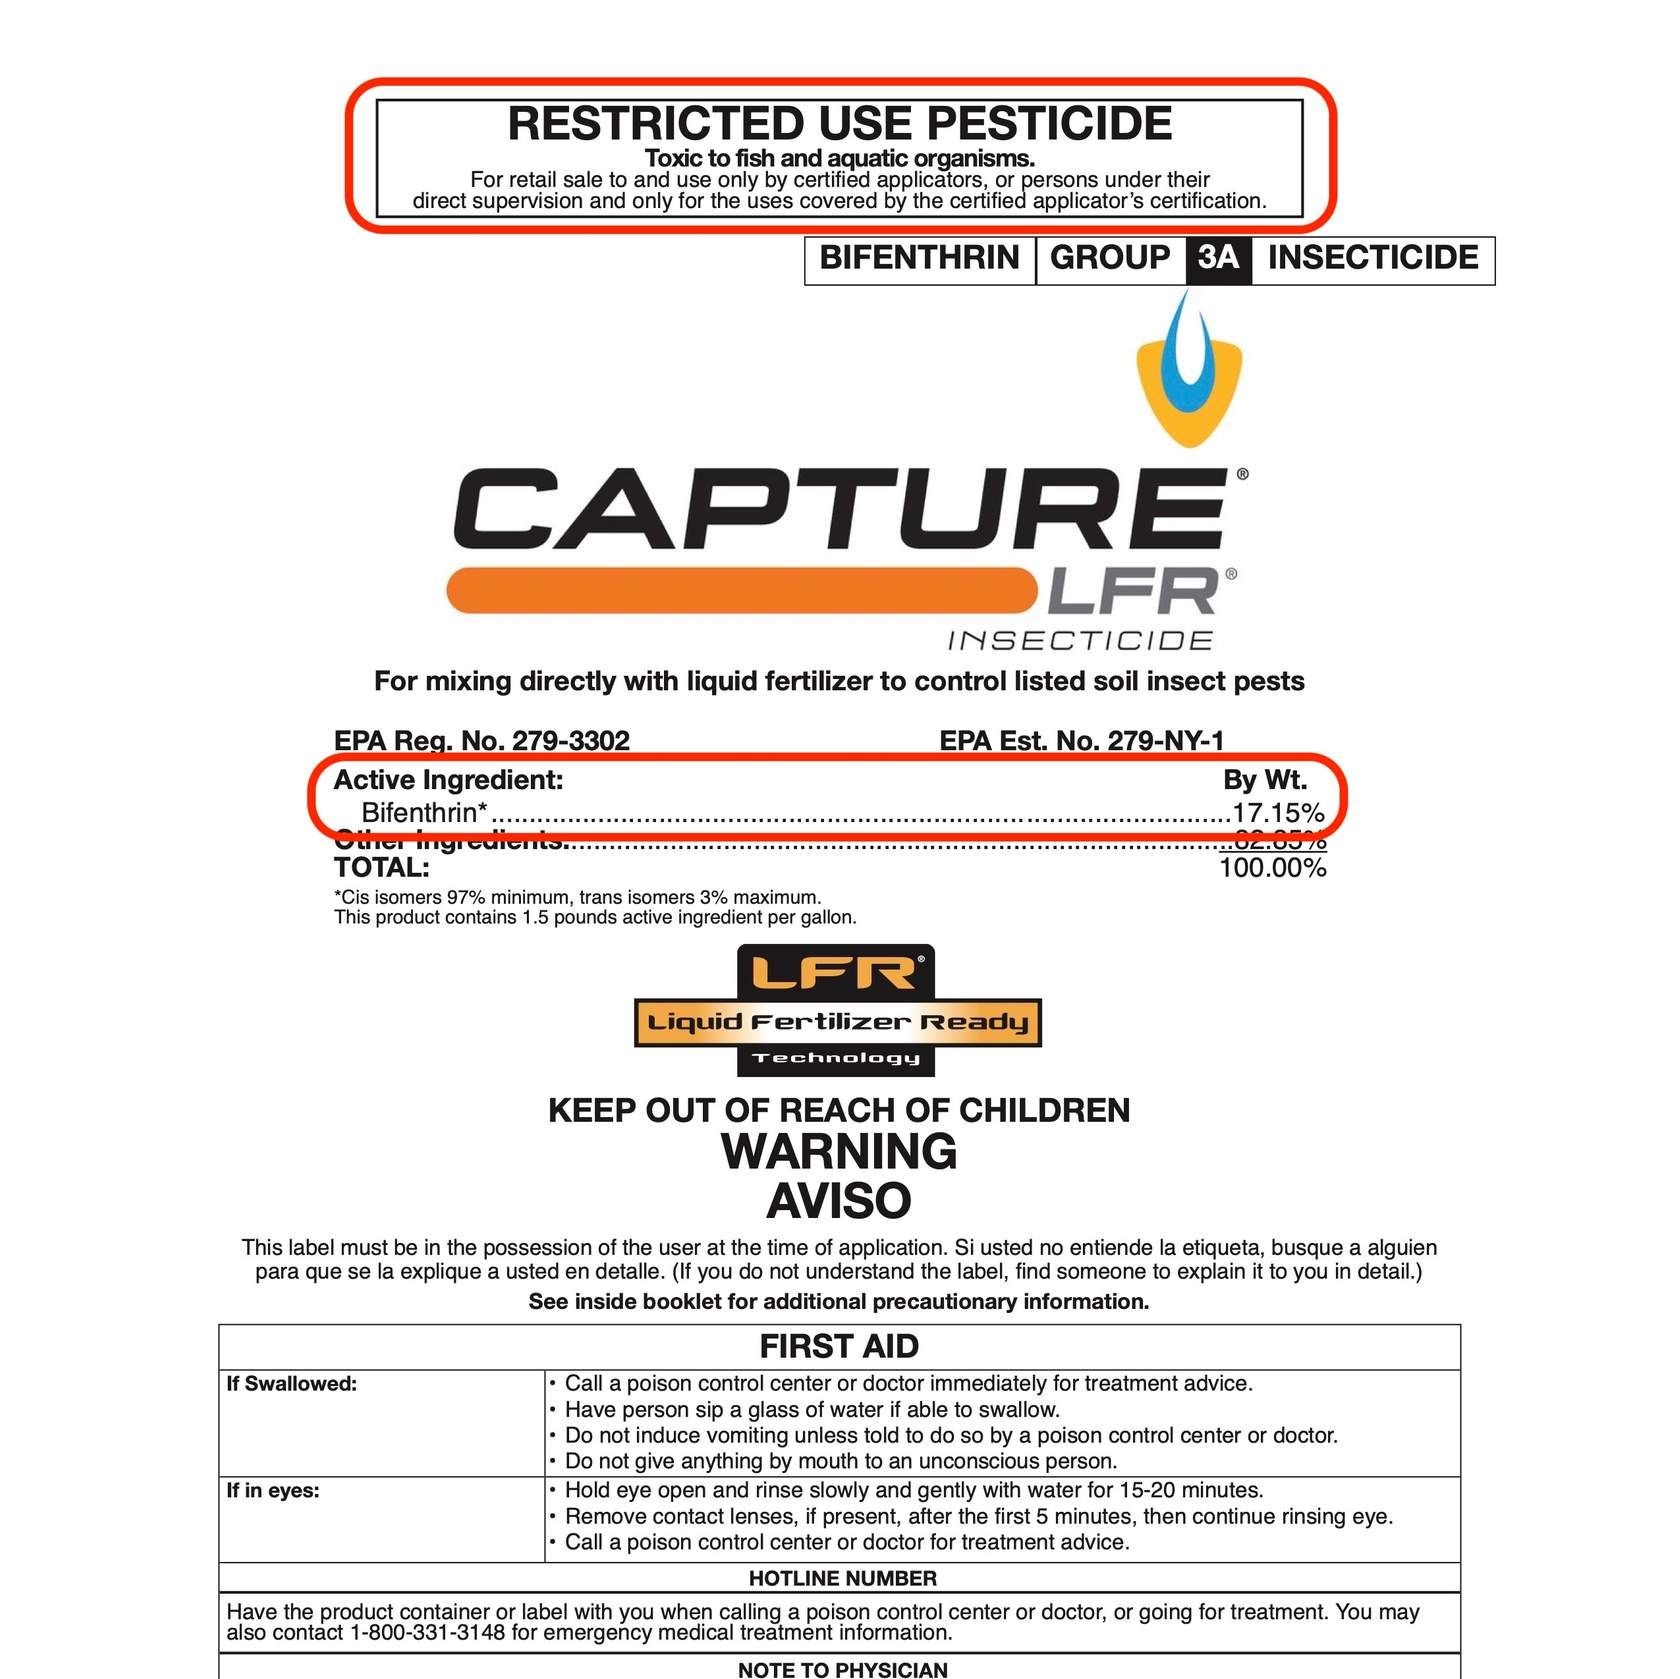 RESTRICTED USE PESTICIDE
Toxic to fish and aquatic organisms.
For retail sale to and use only by certified applicators, or persons under their
direct supervision and only for the uses covered by the certified applicator's certification.
BIFENTHRIN GROUP 3A INSECTICIDE
CAPTURE®
LFR®
INSECTICIDE
For mixing directly with liquid fertilizer to control listed soil insect pests
EPA Reg. No. 279-3302 EPA Est. No. 279-NY-1
Active Ingredient: By Wt.
Bifenthrin*........................................................................................................17.15%
Other Ingredients:........................................................................................................82.85%
TOTAL: 100.00%
*Cis isomers 97% minimum, trans isomers 3% maximum.
This product contains 1.5 pounds active ingredient per gallon.
LFR®
Liquid Fertilizer Ready
Technology
KEEP OUT OF REACH OF CHILDREN
WARNING
AVISO
This label must be in the possession of the user at the time of application. Si usted no entiende la etiqueta, busque a alguien
para que se la explique a usted en detalle. (If you do not understand the label, find someone to explain it to you in detail.)
See inside booklet for additional precautionary information.
FIRST AID
If Swallowed: • Call a poison control center or doctor immediately for treatment advice.
• Have person sip a glass of water if able to swallow.
• Do not induce vomiting unless told to do so by a poison control center or doctor.
• Do not give anything by mouth to an unconscious person.
If in eyes: • Hold eye open and rinse slowly and gently with water for 15-20 minutes.
• Remove contact lenses, if present, after the first 5 minutes, then continue rinsing eye.
• Call a poison control center or doctor for treatment advice.
HOTLINE NUMBER
Have the product container or label with you when calling a poison control center or doctor, or going for treatment. You may
also contact 1-800-331-3148 for emergency medical treatment information.
NOTE TO PHYSICIAN